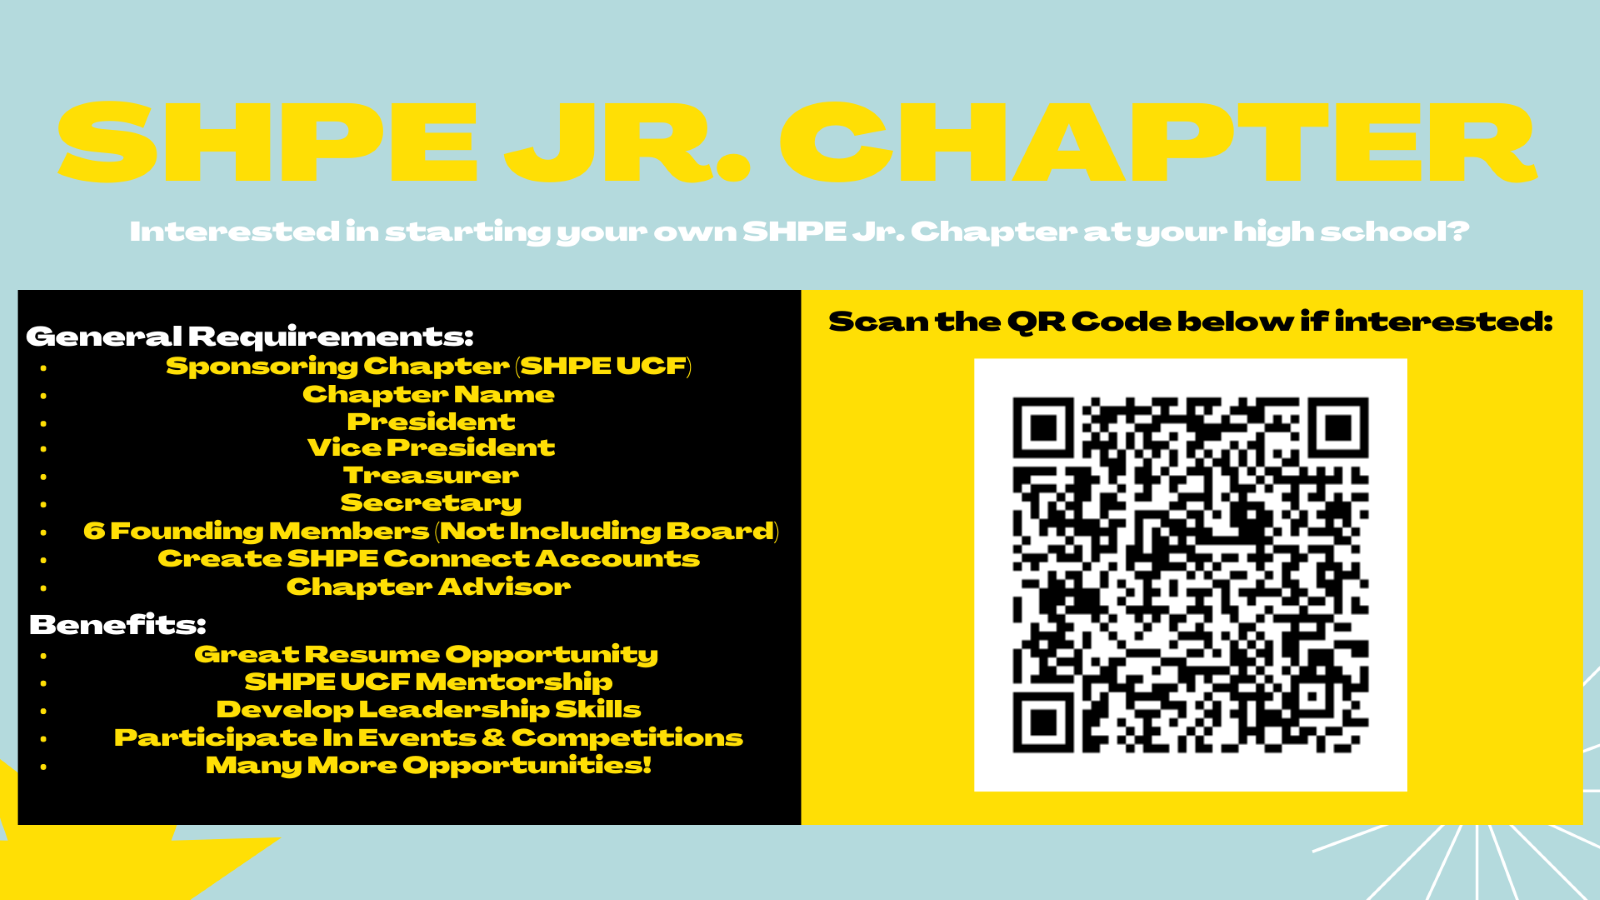 SHPE JR. CHAPTER
Interested in starting your own SHPE Jr. Chapter at your high school?
General Requirements:
• Sponsoring Chapter (SHPE UCF)
• Chapter Name
• President
• Vice President
• Treasurer
• Secretary
• 6 Founding Members (Not Including Board)
• Create SHPE Connect Accounts
• Chapter Advisor
Benefits:
• Great Resume Opportunity
• SHPE UCF Mentorship
• Develop Leadership Skills
• Participate In Events & Competitions
• Many More Opportunities!
Scan the QR Code below if interested: